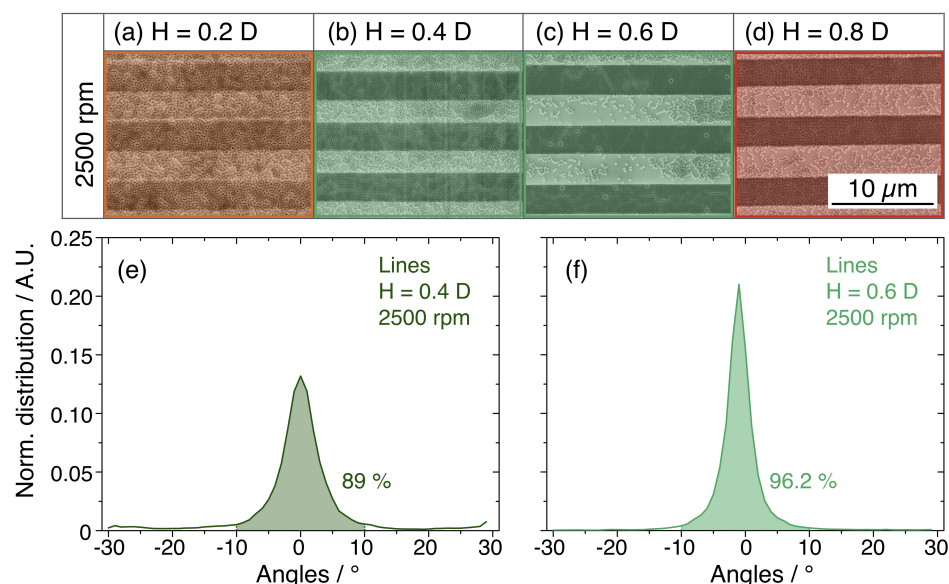 (a) H = 0.2 D
(b) H = 0.4 D
(c) H = 0.6 D
(d) H = 0.8 D
2500 rpm
10 µm
Norm. distribution / A.U.
0.25
0.20
0.15
0.10
0.05
0
(e)
Lines
H = 0.4 D
2500 rpm
89 %
-30 -20 -10 0 10 20 30
Angles / °
(f)
Lines
H = 0.6 D
2500 rpm
96.2 %
-30 -20 -10 0 10 20 30
Angles / °